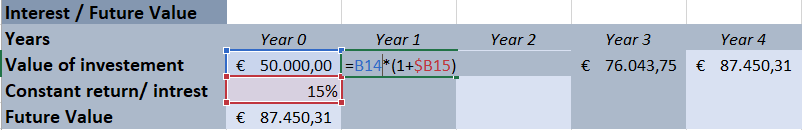 Interest / Future Value
Years Year 0 Year 1 Year 2 Year 3 Year 4
Value of investement € 50.000,00 =B14*(1+$B15) € 76.043,75 € 87.450,31
Constant return/ intrest 15%
Future Value € 87.450,31